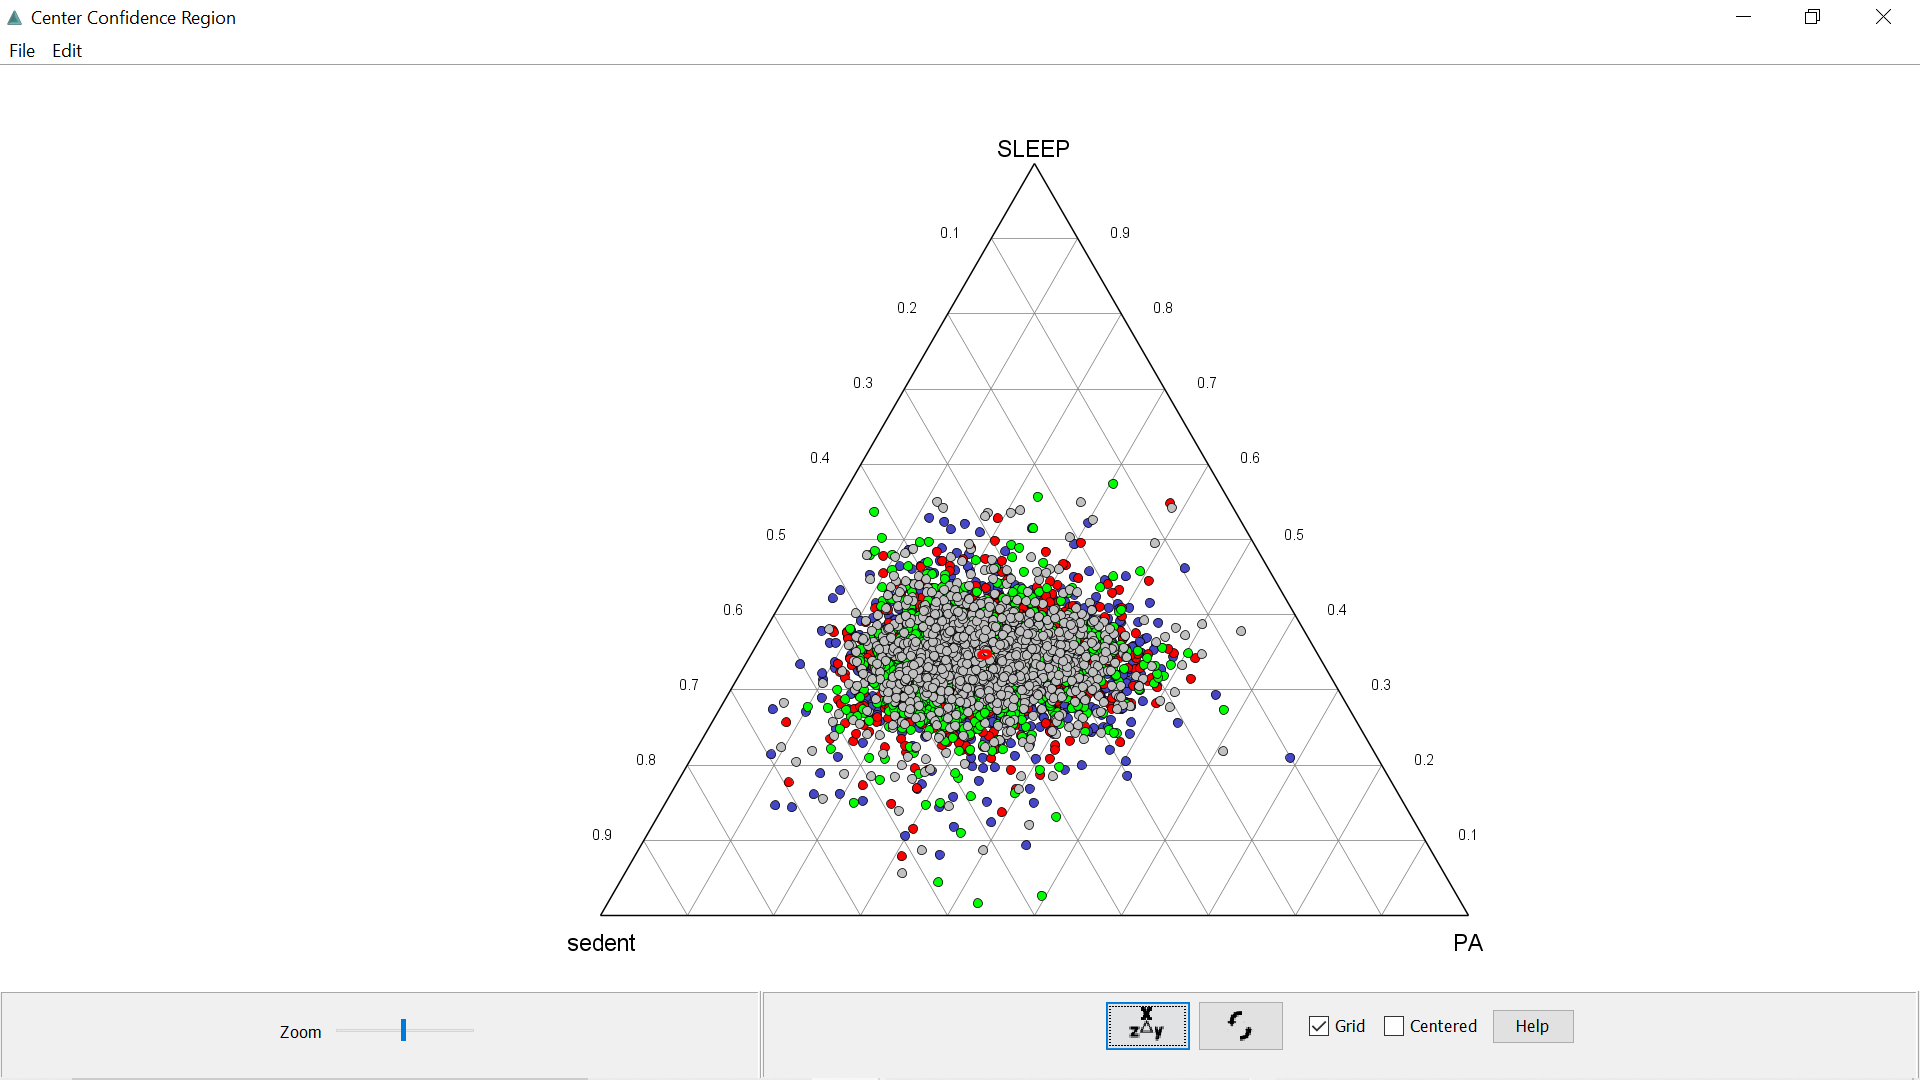 Center Confidence Region
File Edit
SLEEP
0.1 0.9
0.2 0.8
0.3 0.7
0.4 0.6
0.5 0.5
0.6 0.4
0.7 0.3
0.8 0.2
0.9 0.1
sedent PA
Zoom
X
z y
Grid
Centered
Help